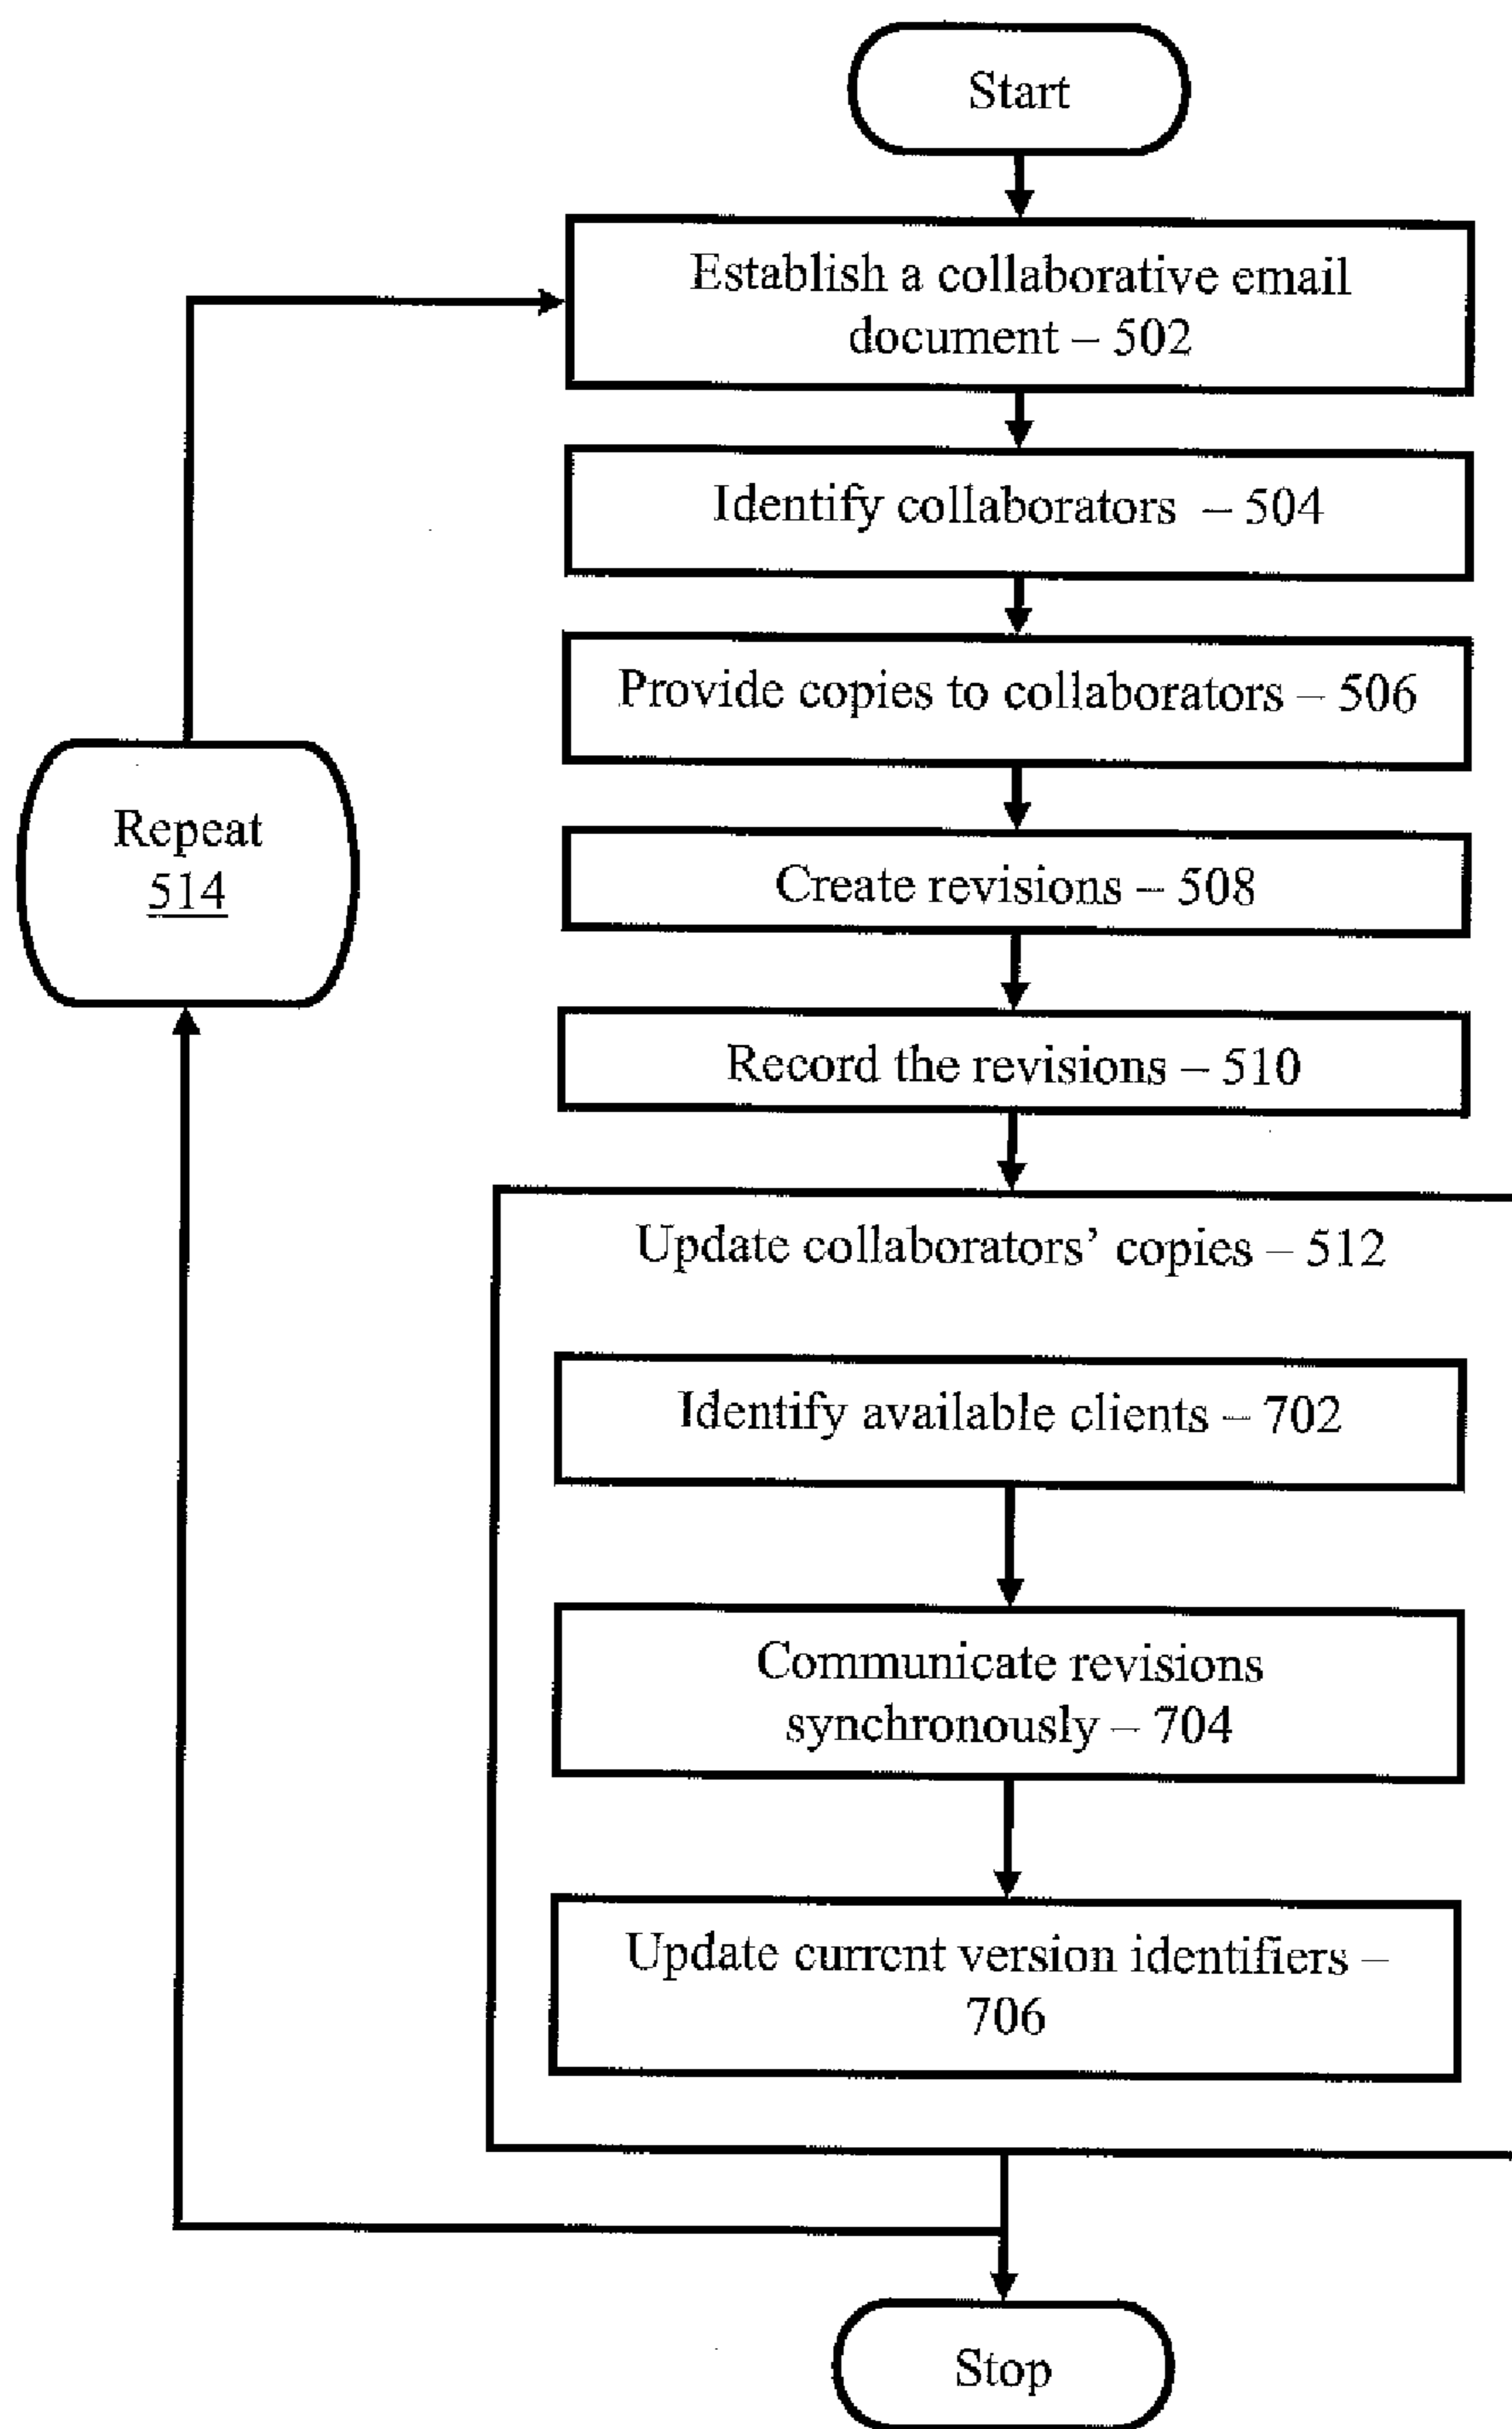 Start
Establish a collaborative email
document – 502
Identify collaborators – 504
Provide copies to collaborators – 506
Create revisions – 508
Repeat
514
Record the revisions – 510
Update collaborators’ copies – 512
Identify available clients – 702
Communicate revisions
synchronously – 704
Update current version identifiers –
706
Stop